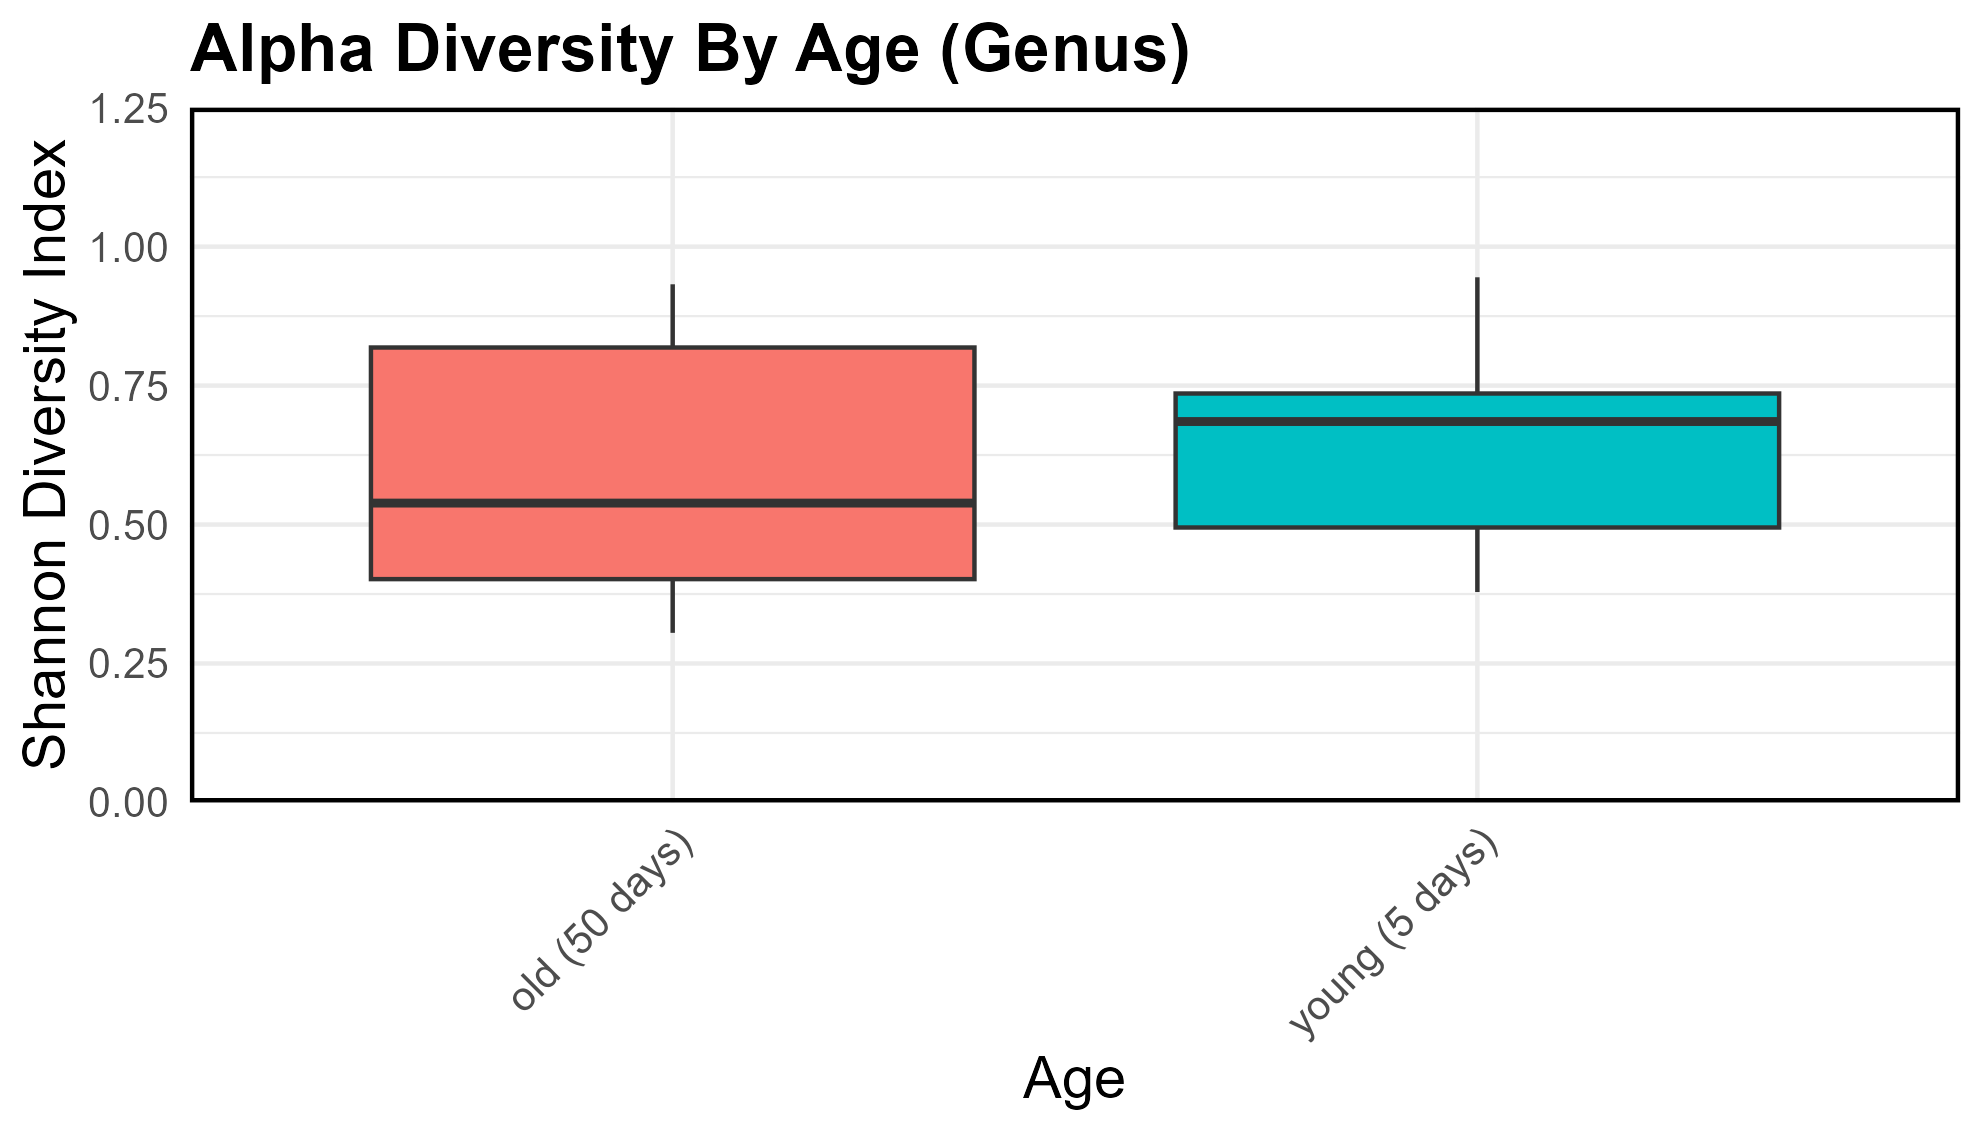 Alpha Diversity By Age (Genus)
Shannon Diversity Index
1.25
1.00
0.75
0.50
0.25
0.00
old (50 days)
young (5 days)
Age